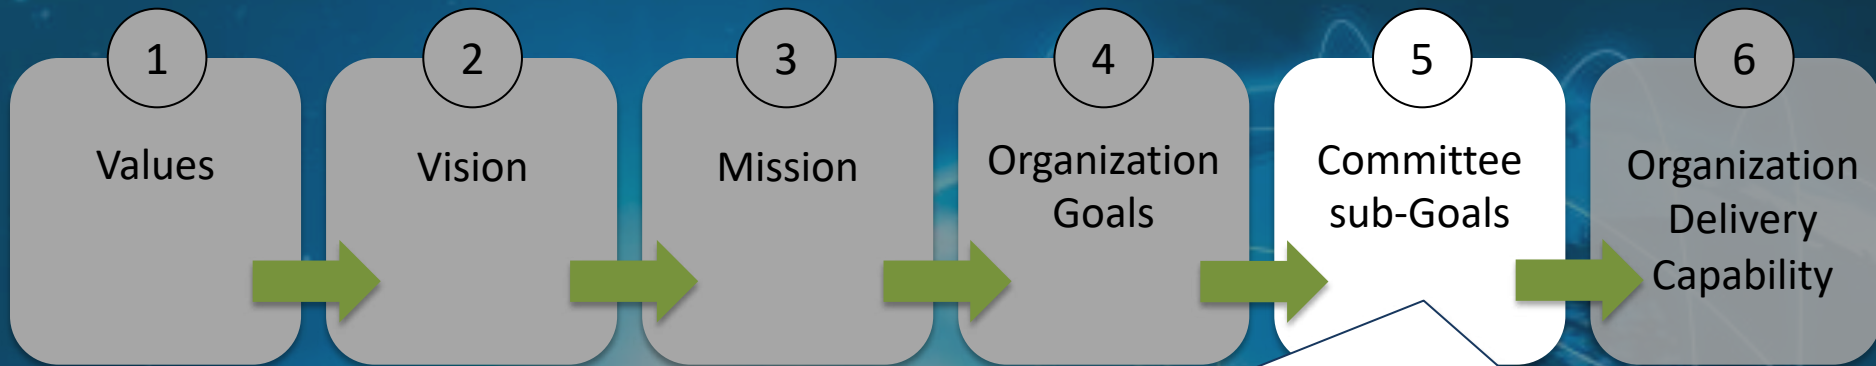 1
Values
2
Vision
3
Mission
4
Organization
Goals
5
Committee
sub-Goals
6
Organization
Delivery
Capability